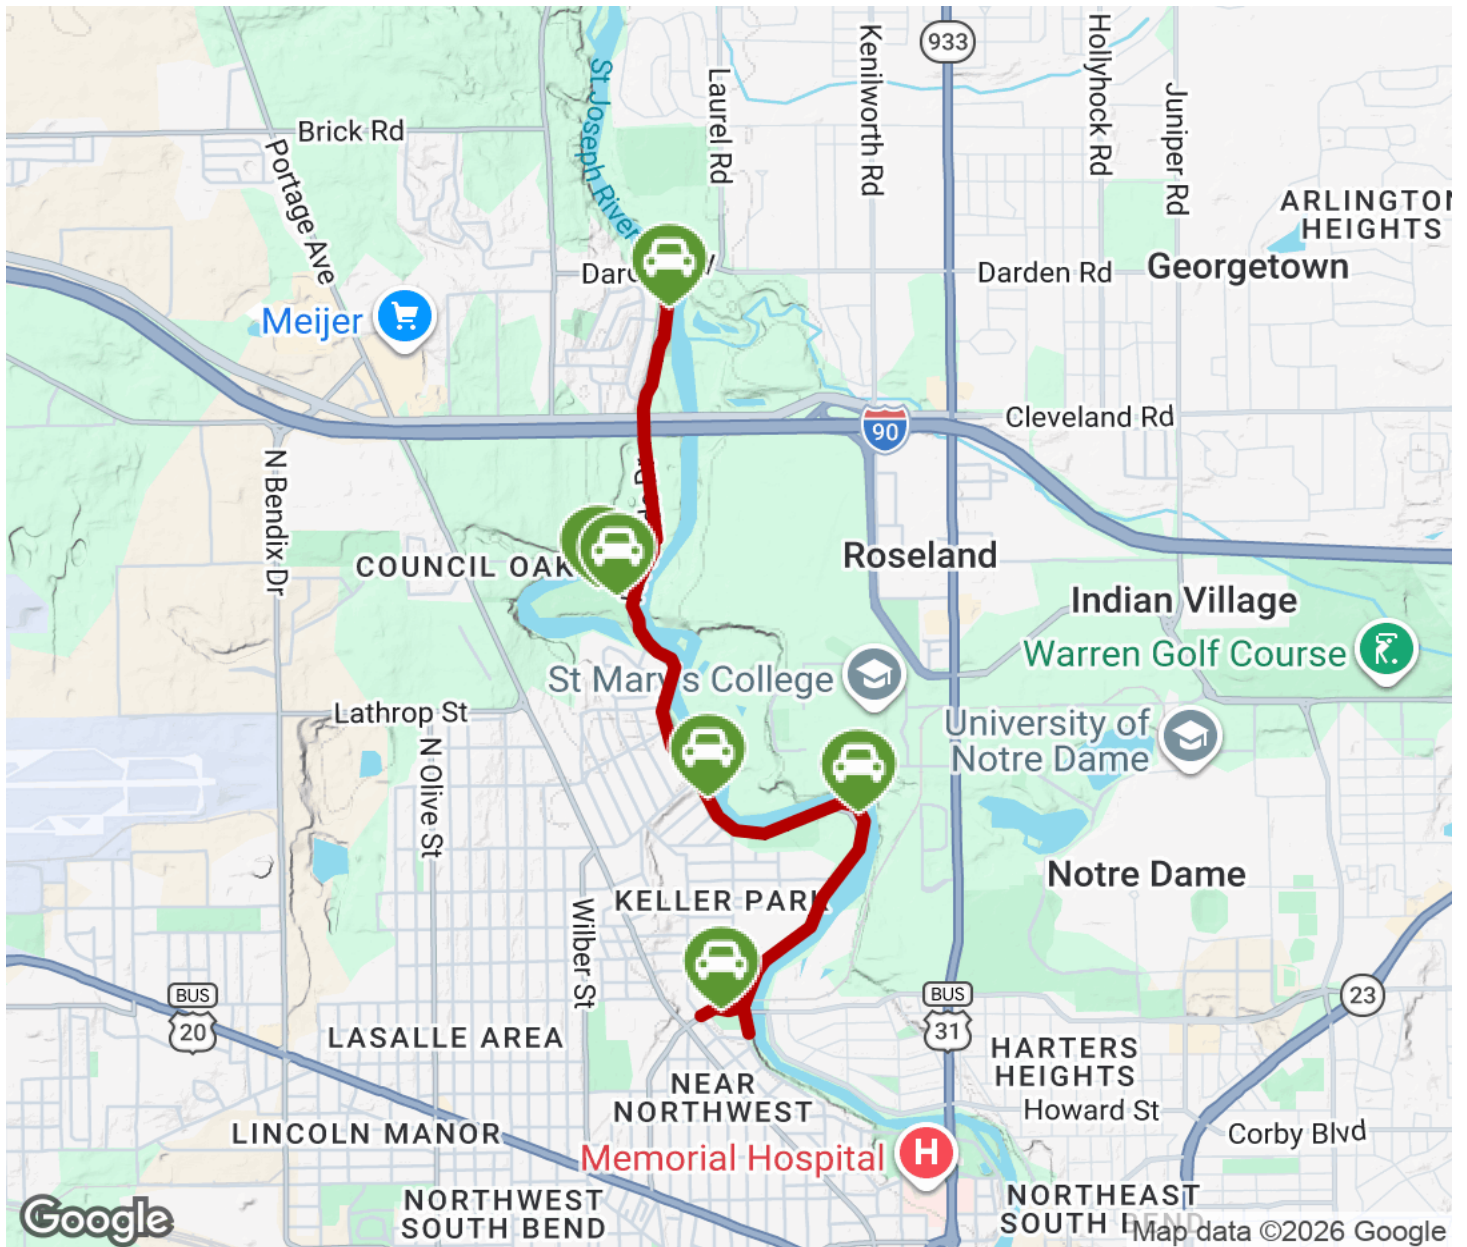 933
Hollyhock Rd
Kenilworth Rd
Laurel Rd
St Joseph River
Juniper Rd
Brick Rd
Portage Ave
ARLINGTON
HEIGHTS
Georgetown
Darden Rd
Meijer
Cleveland Rd
90
N Bendix Dr
COUNCIL OAK
Roseland
Indian Village
Warren Golf Course
St Mary's College
Lathrop St
University of
Notre Dame
N Olive St
Notre Dame
KELLER PARK
Wilber St
BUS
20
BUS
31
23
LASALLE AREA
HARTERS
HEIGHTS
NEAR
NORTHWEST
Howard St
LINCOLN MANOR
Corby Blvd
Memorial Hospital
H
NORTHWEST
SOUTH BEND
NORTHEAST
SOUTH BEND
Google
Map data ©2026 Google